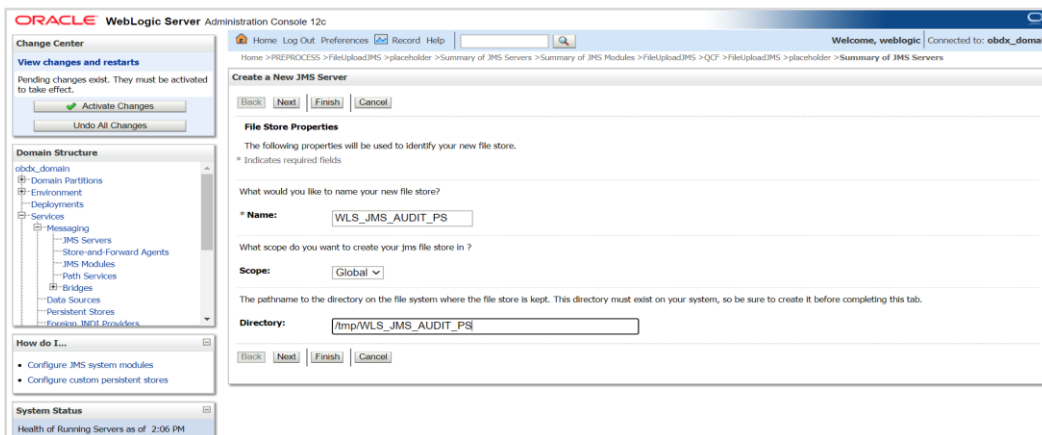 ORACLE WebLogic Server Administration Console 12c
Change Center
View changes and restarts
Pending changes exist. They must be activated
to take effect.
Activate Changes
Undo All Changes
Domain Structure
obdx_domain
Domain Partitions
Environment
Deployments
Services
Messaging
JMS Servers
Store-and-Forward Agents
JMS Modules
Path Services
Bridges
Data Sources
Persistent Stores
Foreign JNDI Providers
How do I...
Configure JMS system modules
Configure custom persistent stores
System Status
Health of Running Servers as of 2:06 PM
Home Log Out Preferences Record Help
Welcome, weblogic Connected to: obdx_doma
Home >PREPROCESS >FileUploadJMS >placeholder >Summary of JMS Servers >Summary of JMS Modules >FileUploadJMS >QCF >FileUploadJMS >placeholder >Summary of JMS Servers
Create a New JMS Server
Back Next Finish Cancel
File Store Properties
The following properties will be used to identify your new file store.
* Indicates required fields
What would you like to name your new file store?
* Name: WLS_JMS_AUDIT_PS
What scope do you want to create your jms file store in ?
Scope: Global
The pathname to the directory on the file system where the file store is kept. This directory must exist on your system, so be sure to create it before completing this tab.
Directory: /tmp/WLS_JMS_AUDIT_PS
Back Next Finish Cancel